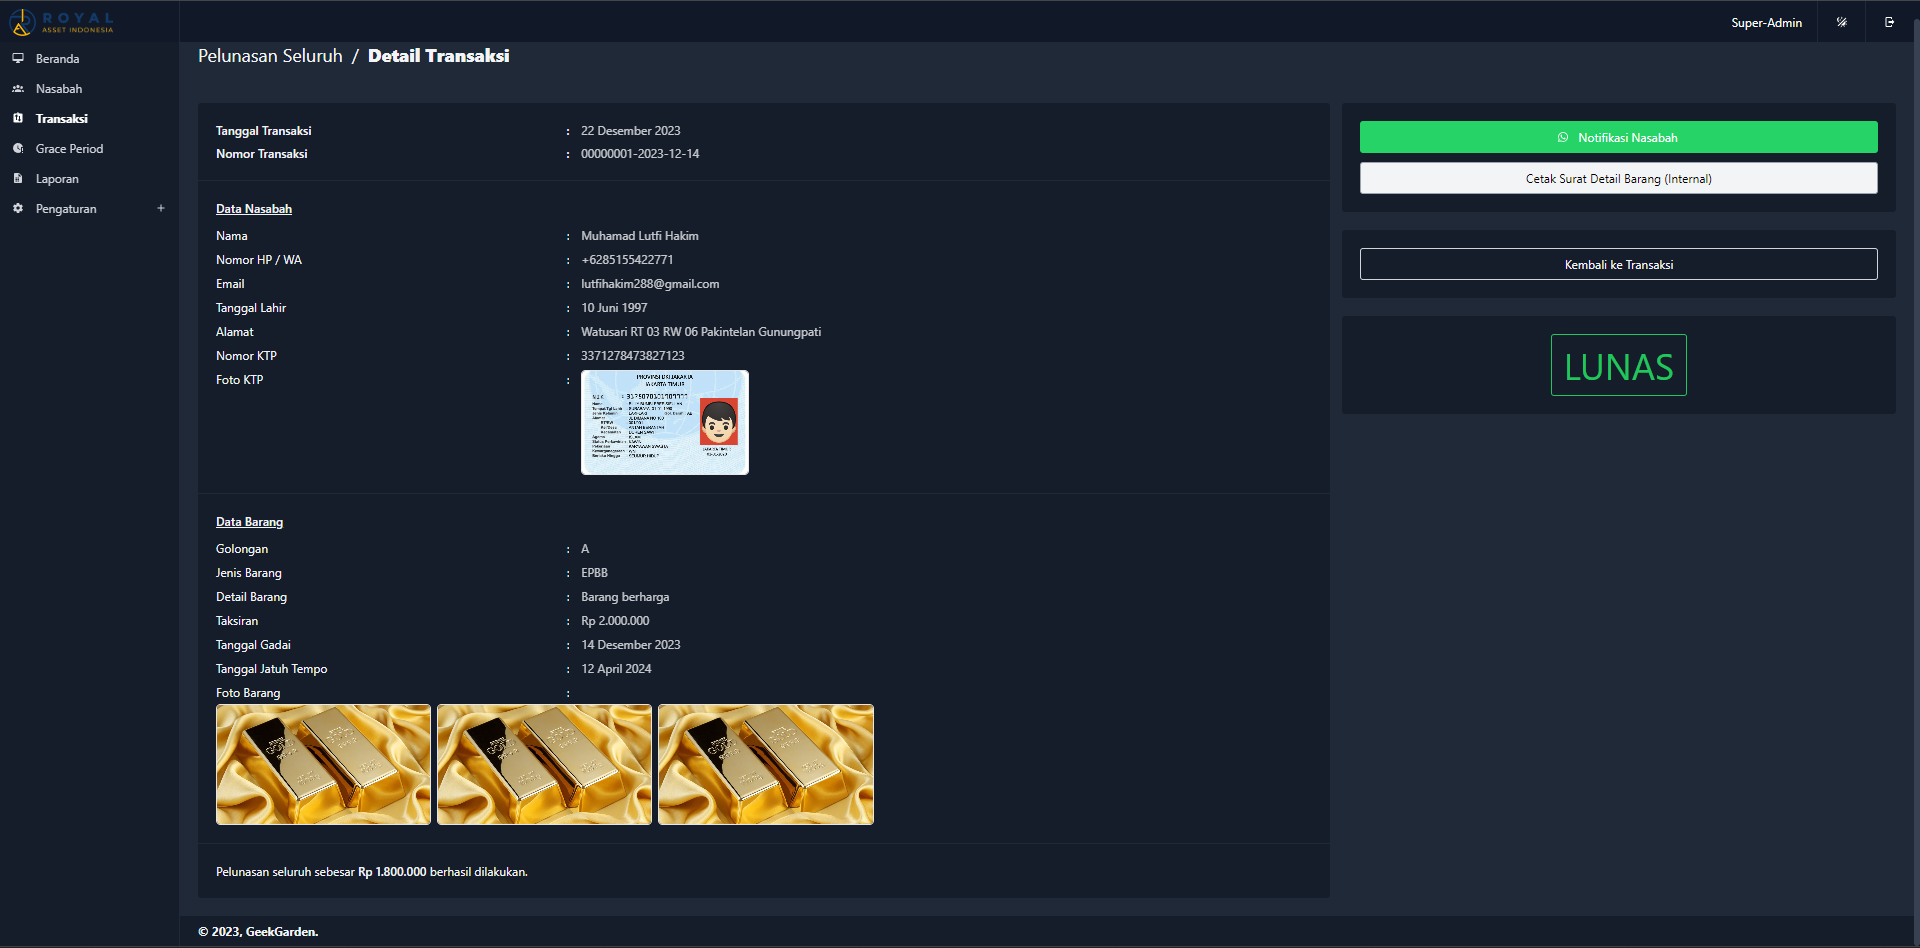 ROYAL
ASSET INDONESIA
Super-Admin
Beranda
Nasabah
Transaksi
Grace Period
Laporan
Pengaturan +
Pelunasan Seluruh / Detail Transaksi
Tanggal Transaksi : 22 Desember 2023
Nomor Transaksi : 00000001-2023-12-14
Data Nasabah
Nama : Muhamad Lutfi Hakim
Nomor HP / WA : +6285155422771
Email : lutfihakim288@gmail.com
Tanggal Lahir : 10 Juni 1997
Alamat : Watusari RT 03 RW 06 Pakintelan Gunungpati
Nomor KTP : 3371278473827123
Foto KTP :
PROVINSI DKI JAKARTA
JAKARTA TIMUR
Data Barang
Golongan : A
Jenis Barang : EPBB
Detail Barang : Barang berharga
Taksiran : Rp 2.000.000
Tanggal Gadai : 14 Desember 2023
Tanggal Jatuh Tempo : 12 April 2024
Foto Barang :
Pelunasan seluruh sebesar Rp 1.800.000 berhasil dilakukan.
Notifikasi Nasabah
Cetak Surat Detail Barang (Internal)
Kembali ke Transaksi
LUNAS
© 2023, GeekGarden.